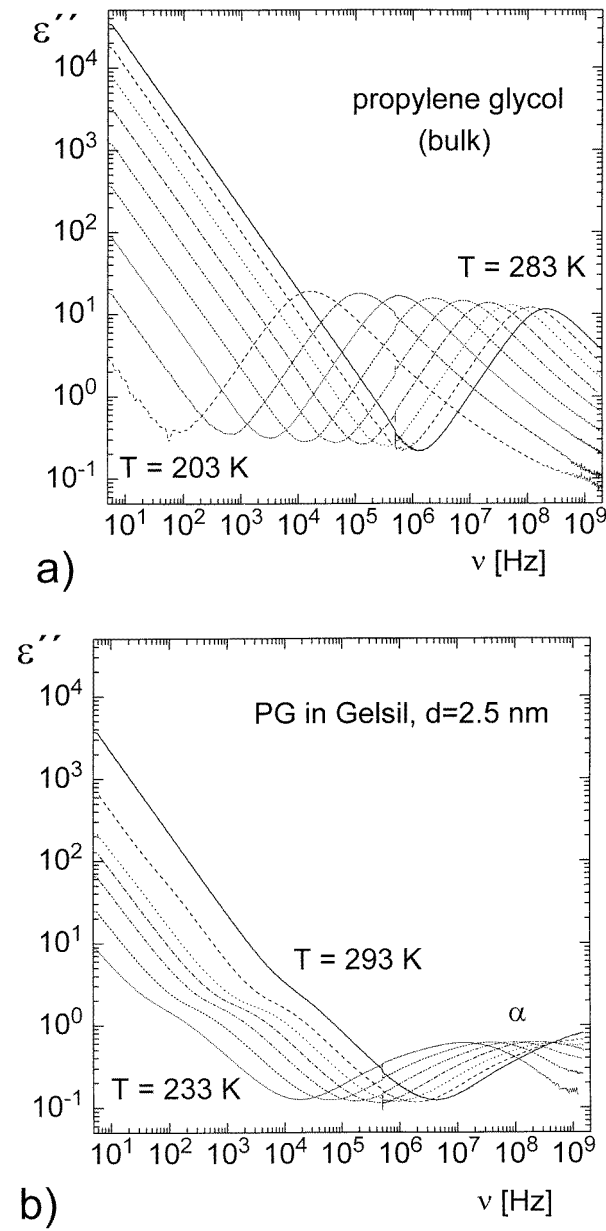 ε´´
10⁴
10³
10²
10¹
10⁰
10⁻¹
propylene glycol
(bulk)
T = 283 K
T = 203 K
10¹ 10² 10³ 10⁴ 10⁵ 10⁶ 10⁷ 10⁸ 10⁹
ν [Hz]
a)
ε´´
10⁴
10³
10²
10¹
10⁰
10⁻¹
PG in Gelsil, d=2.5 nm
T = 293 K
α
T = 233 K
10¹ 10² 10³ 10⁴ 10⁵ 10⁶ 10⁷ 10⁸ 10⁹
ν [Hz]
b)